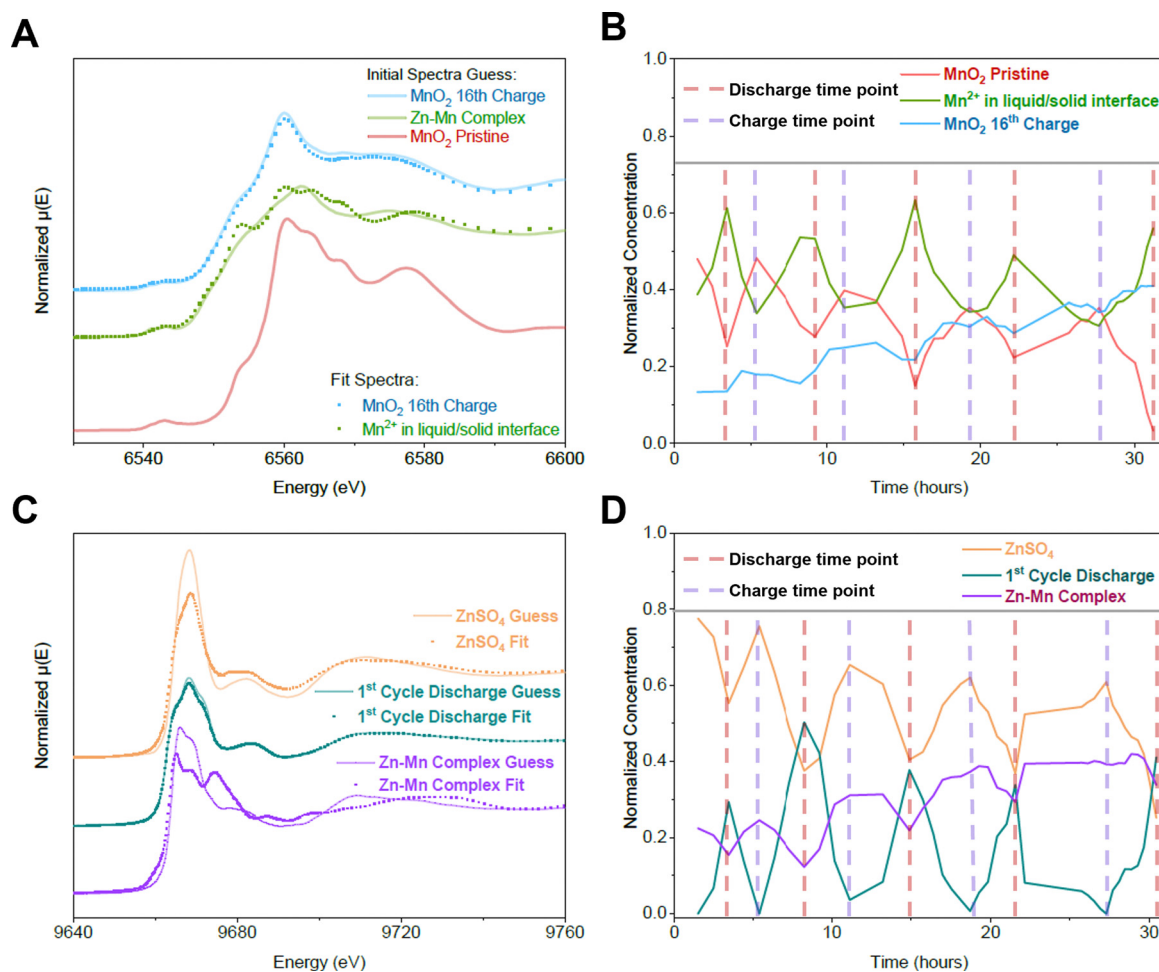 A
Initial Spectra Guess:
MnO₂ 16th Charge
Zn-Mn Complex
MnO₂ Pristine
Fit Spectra:
MnO₂ 16th Charge
Mn²⁺ in liquid/solid interface
Normalized μ(E)
6540 6560 6580 6600
Energy (eV)
B
MnO₂ Pristine
Mn²⁺ in liquid/solid interface
MnO₂ 16ᵗʰ Charge
Discharge time point
Charge time point
Normalized Concentration
1.0
0.8
0.6
0.4
0.2
0.0
0 10 20 30
Time (hours)
C
ZnSO₄ Guess
ZnSO₄ Fit
1ˢᵗ Cycle Discharge Guess
1ˢᵗ Cycle Discharge Fit
Zn-Mn Complex Guess
Zn-Mn Complex Fit
Normalized μ(E)
9640 9680 9720 9760
Energy (eV)
D
ZnSO₄
1ˢᵗ Cycle Discharge
Zn-Mn Complex
Discharge time point
Charge time point
Normalized Concentration
1.0
0.8
0.6
0.4
0.2
0.0
0 10 20 30
Time (hours)